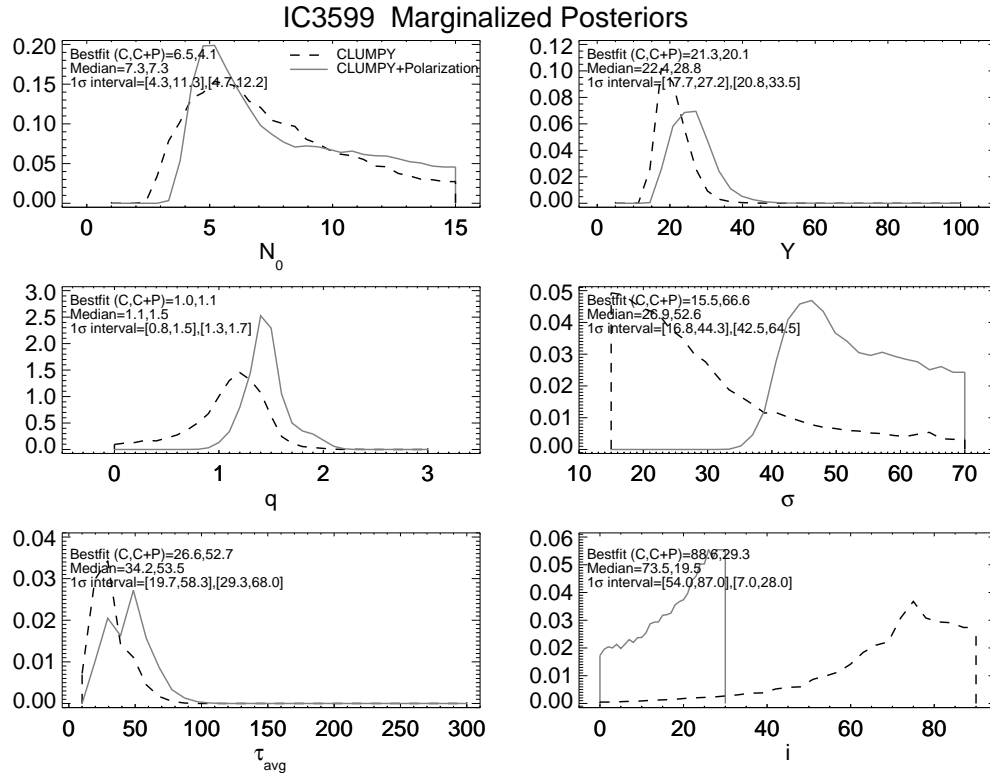 IC3599 Marginalized Posteriors
Bestfit (C,C+P)=6.5,4.1
Median=7.3,7.3
1σ interval=[4.3,11.3],[4.7,12.2]
CLUMPY
CLUMPY+Polarization
0.20
0.15
0.10
0.05
0.00
0 5 10 15
N0
Bestfit (C,C+P)=21.3,20.1
Median=22.4,28.8
1σ interval=[17.7,27.2],[20.8,33.5]
0.12
0.10
0.08
0.06
0.04
0.02
0.00
0 20 40 60 80 100
Y
Bestfit (C,C+P)=1.0,1.1
Median=1.1,1.5
1σ interval=[0.8,1.5],[1.3,1.7]
3.0
2.5
2.0
1.5
1.0
0.5
0.0
0 1 2 3
q
Bestfit (C,C+P)=15.5,66.6
Median=26.9,52.6
1σ interval=[16.8,44.3],[42.5,64.5]
0.05
0.04
0.03
0.02
0.01
0.00
10 20 30 40 50 60 70
σ
Bestfit (C,C+P)=26.6,52.7
Median=34.2,53.5
1σ interval=[19.7,58.3],[29.3,68.0]
0.04
0.03
0.02
0.01
0.00
0 50 100 150 200 250 300
τavg
Bestfit (C,C+P)=88.6,29.3
Median=73.5,19.5
1σ interval=[54.0,87.0],[7.0,28.0]
0.06
0.05
0.04
0.03
0.02
0.01
0.00
0 20 40 60 80
i